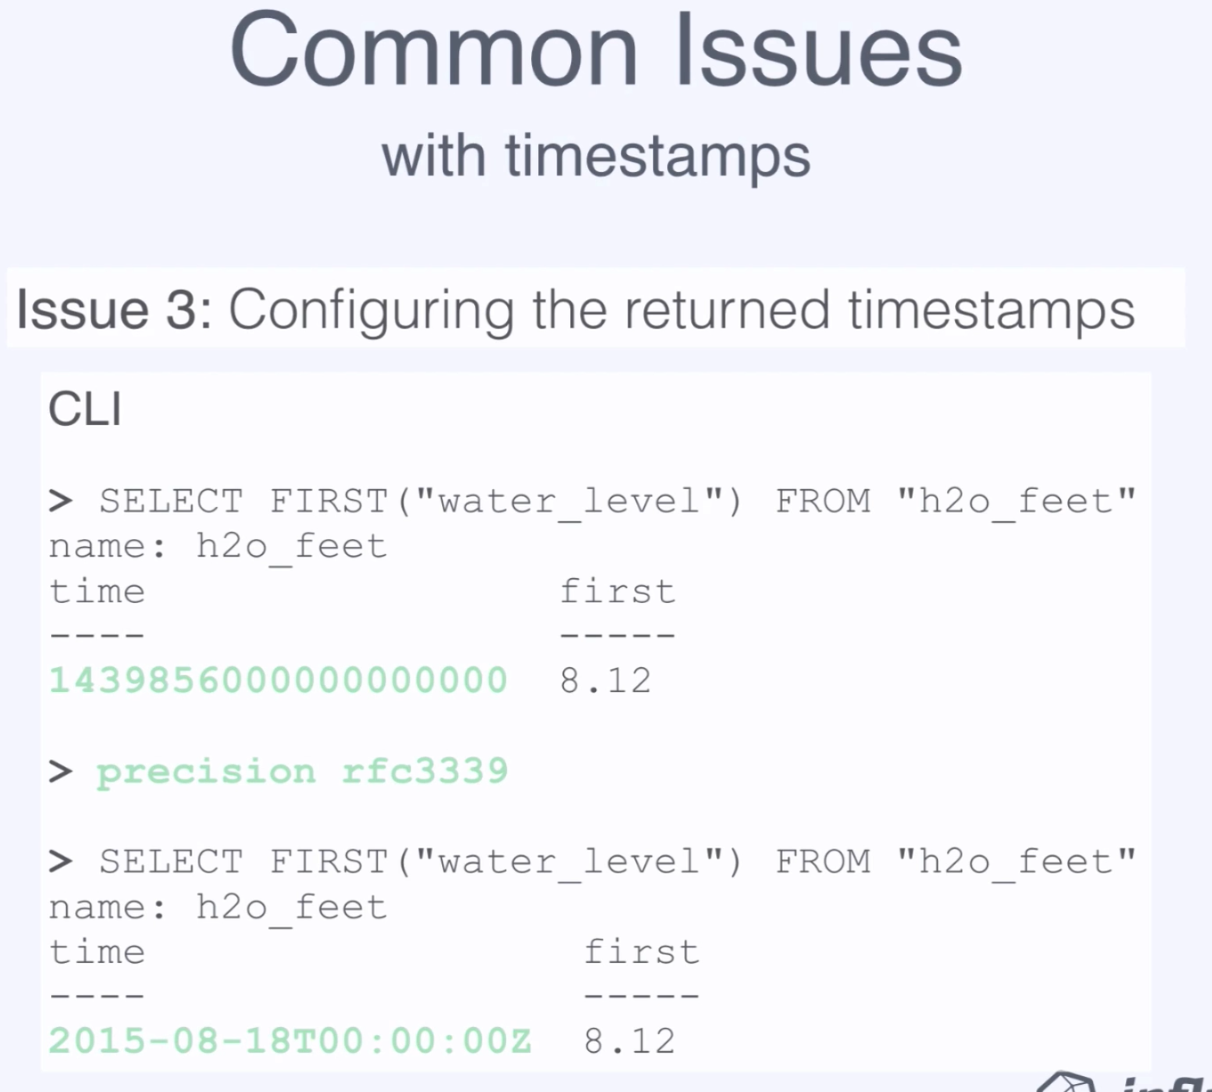 Common Issues
with timestamps
Issue 3: Configuring the returned timestamps
CLI
> SELECT FIRST("water_level") FROM "h2o_feet"
name: h2o_feet
time first
---- -----
1439856000000000000 8.12
> precision rfc3339
> SELECT FIRST("water_level") FROM "h2o_feet"
name: h2o_feet
time first
---- -----
2015-08-18T00:00:00Z 8.12